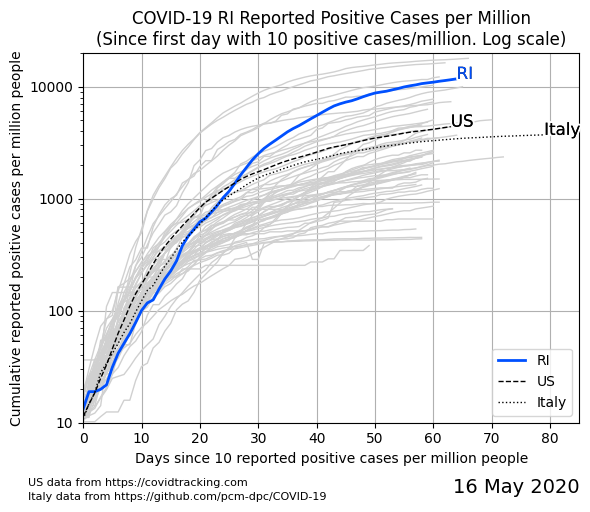 COVID-19 RI Reported Positive Cases per Million
(Since first day with 10 positive cases/million. Log scale)
Cumulative reported positive cases per million people
10000
1000
100
10
RI
US
Italy
RI
US
Italy
0 10 20 30 40 50 60 70 80
Days since 10 reported positive cases per million people
US data from https://covidtracking.com
Italy data from https://github.com/pcm-dpc/COVID-19
16 May 2020